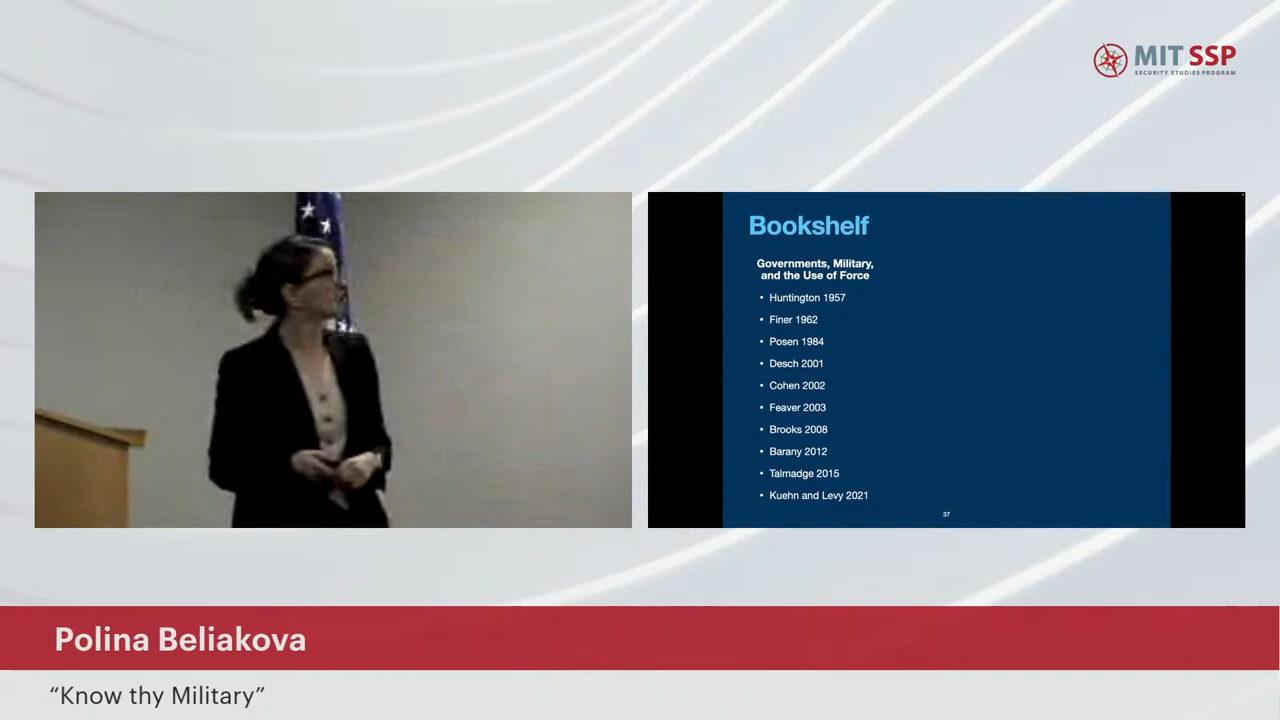 MIT SSP
SECURITY STUDIES PROGRAM
Bookshelf
Governments, Military,
and the Use of Force
• Huntington 1957
• Finer 1962
• Posen 1984
• Desch 2001
• Cohen 2002
• Feaver 2003
• Brooks 2008
• Barany 2012
• Talmadge 2015
• Kuehn and Levy 2021
37
Polina Beliakova
“Know thy Military”